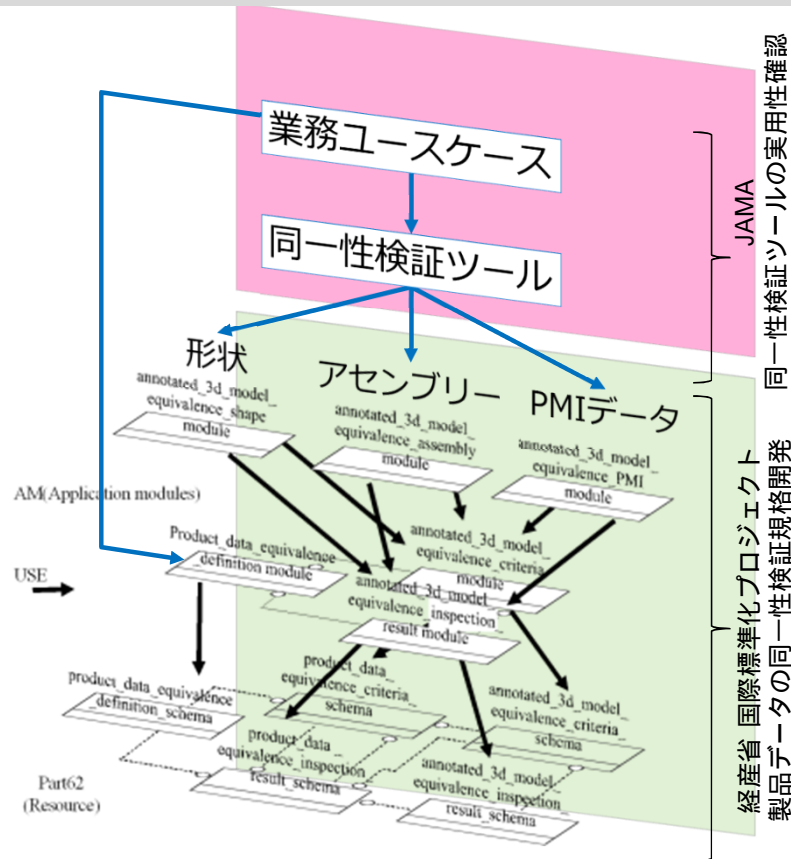 業務ユースケース
同一性検証ツール
形状
アセンブリー
PMIデータ
annotated_3d_model_
equivalence_shape
module
annotated_3d_model_
equivalence_assembly
module
annotated_3d_model_
equivalence_PMI
module
AM(Application modules)
Product_data_equivalence
_definition module
annotated_3d_model_
equivalence_criteria
module
USE
annotated_3d_model_
equivalence_inspection_
result module
product_data_equivalence
_definition_schema
product_data_
equivalence_criteria_
schema
annotated_3d_model_
equivalence_criteria_
schema
product_data_
equivalence_inspection_
result_schema
annotated_3d_model_
equivalence_inspection_
result_schema
Part62
(Resource)
JAMA
同一性検証ツールの実用性確認
経産省 国際標準化プロジェクト
製品データの同一性検証規格開発